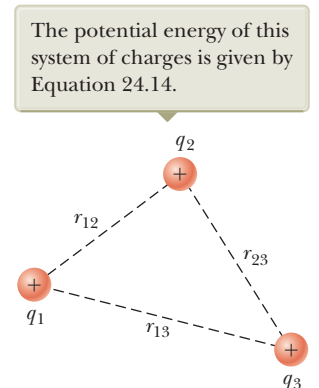 The potential energy of this
system of charges is given by
Equation 24.14.
q₂
+
r₁₂
r₂₃
+
q₁
r₁₃
+
q₃